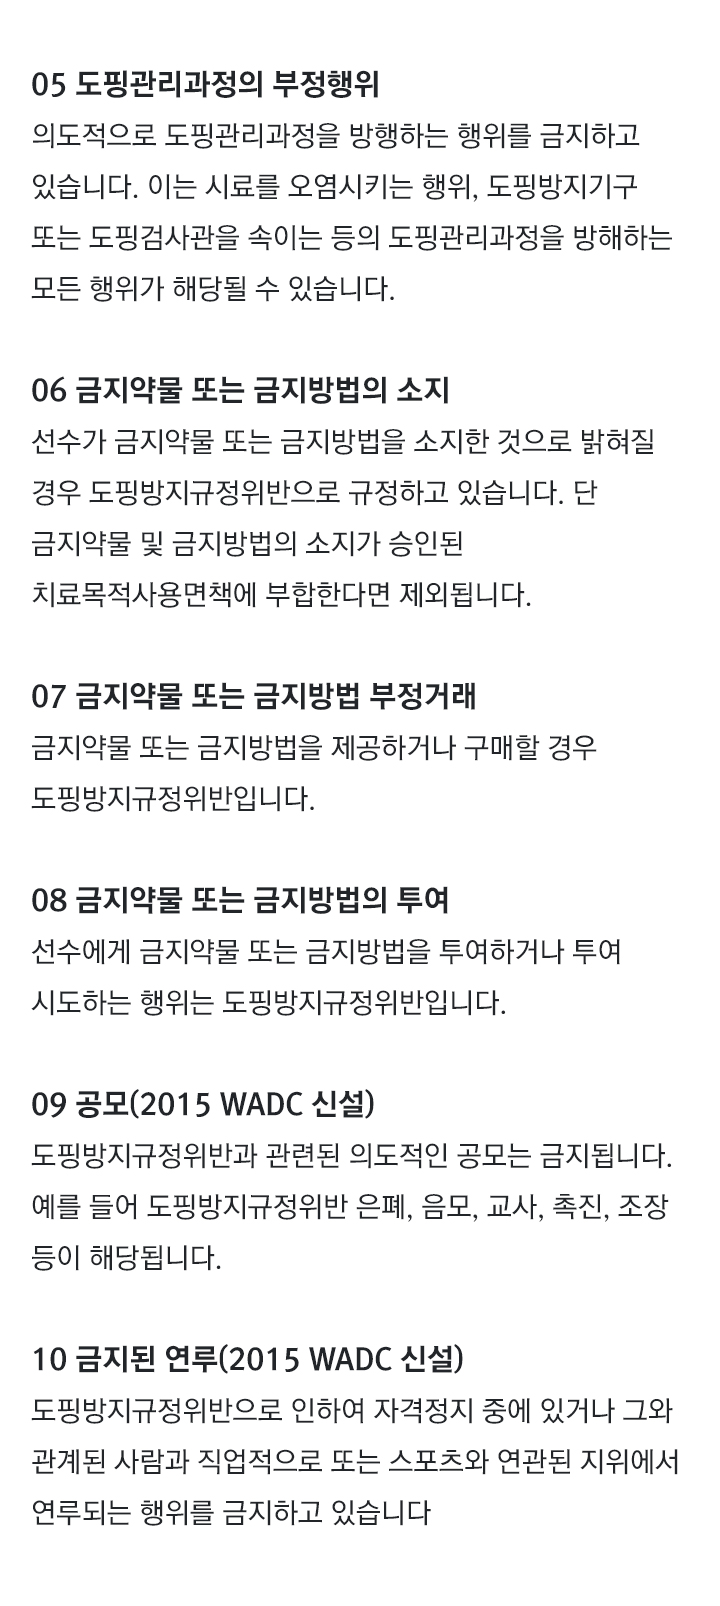 05 도핑관리과정의 부정행위
의도적으로 도핑관리과정을 방행하는 행위를 금지하고
있습니다. 이는 시료를 오염시키는 행위, 도핑방지기구
또는 도핑검사관을 속이는 등의 도핑관리과정을 방해하는
모든 행위가 해당될 수 있습니다.
06 금지약물 또는 금지방법의 소지
선수가 금지약물 또는 금지방법을 소지한 것으로 밝혀질
경우 도핑방지규정위반으로 규정하고 있습니다. 단
금지약물 및 금지방법의 소지가 승인된
치료목적사용면책에 부합한다면 제외됩니다.
07 금지약물 또는 금지방법 부정거래
금지약물 또는 금지방법을 제공하거나 구매할 경우
도핑방지규정위반입니다.
08 금지약물 또는 금지방법의 투여
선수에게 금지약물 또는 금지방법을 투여하거나 투여
시도하는 행위는 도핑방지규정위반입니다.
09 공모(2015 WADC 신설)
도핑방지규정위반과 관련된 의도적인 공모는 금지됩니다.
예를 들어 도핑방지규정위반 은폐, 음모, 교사, 촉진, 조장
등이 해당됩니다.
10 금지된 연루(2015 WADC 신설)
도핑방지규정위반으로 인하여 자격정지 중에 있거나 그와
관계된 사람과 직업적으로 또는 스포츠와 연관된 지위에서
연루되는 행위를 금지하고 있습니다